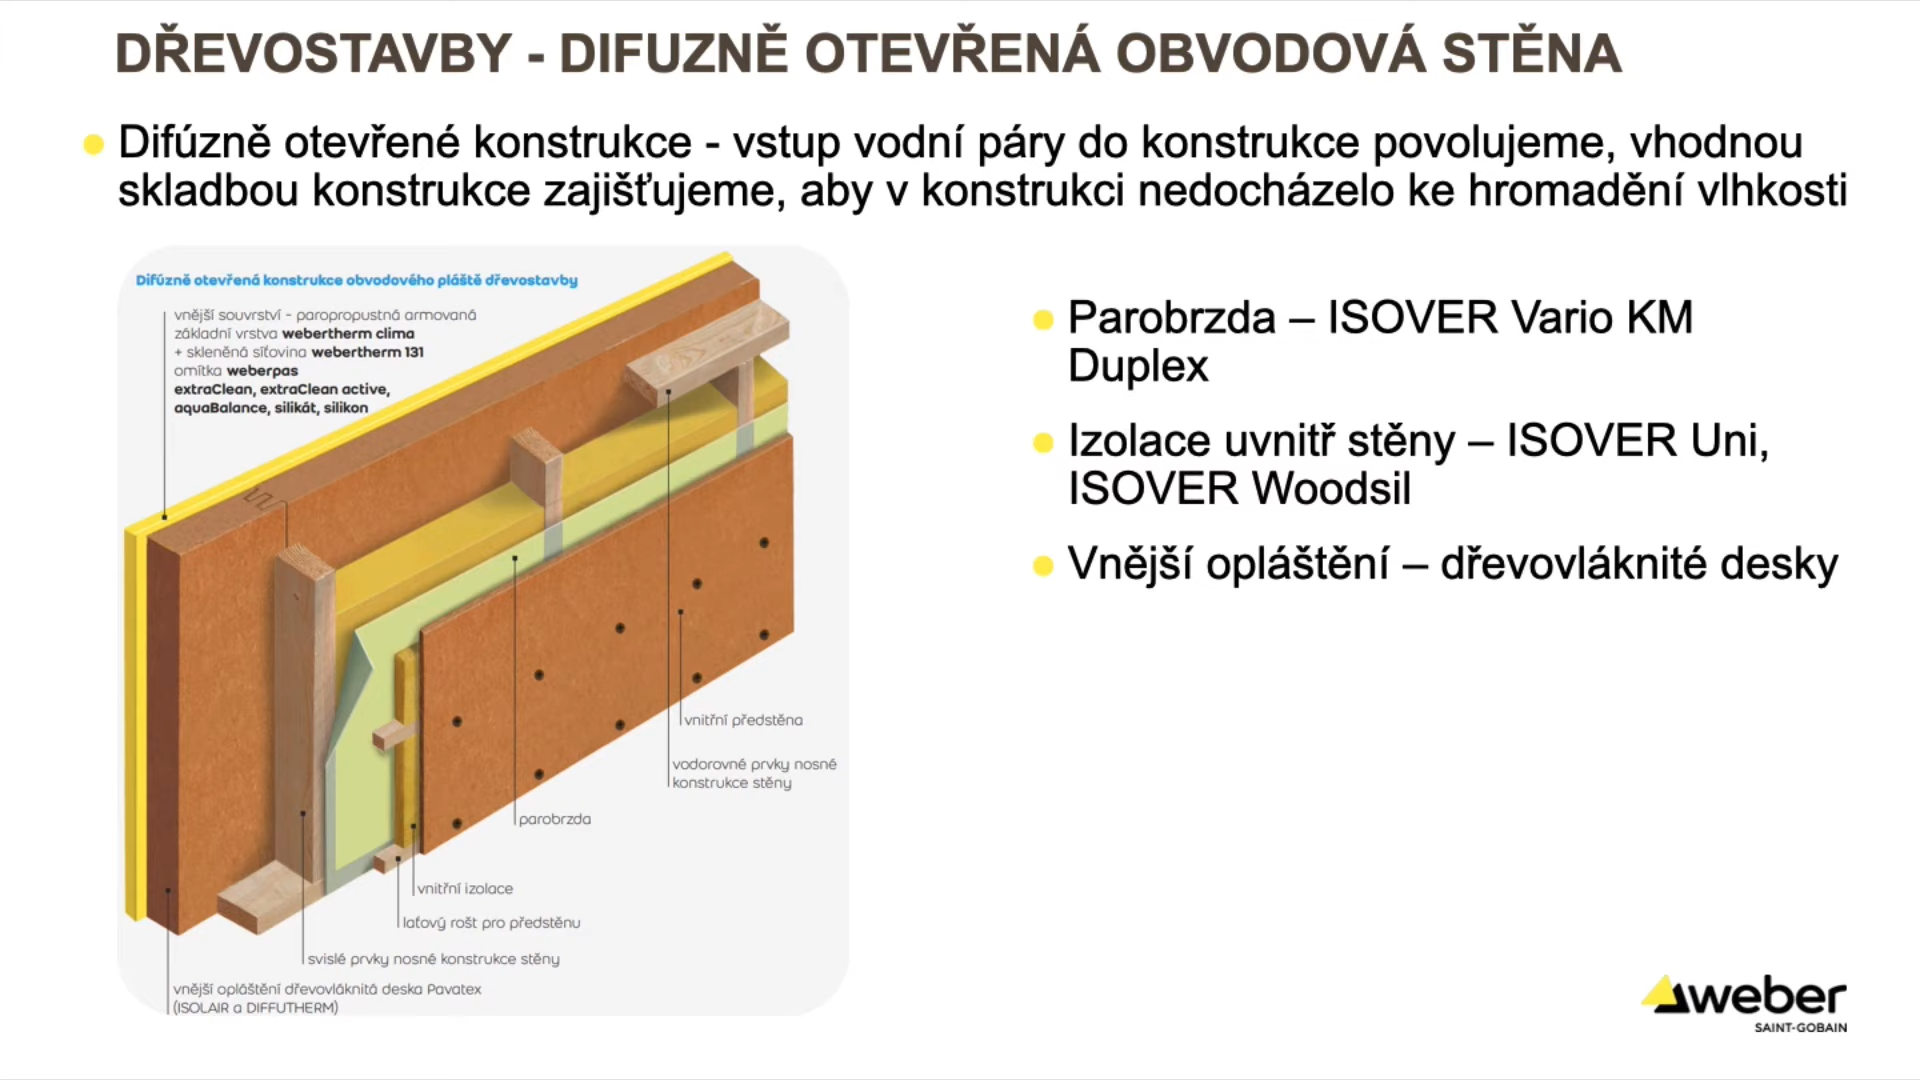 DŘEVOSTAVBY - DIFUZNĚ OTEVŘENÁ OBVODOVÁ STĚNA
Difúzně otevřené konstrukce - vstup vodní páry do konstrukce povolujeme, vhodnou
skladbou konstrukce zajišťujeme, aby v konstrukci nedocházelo ke hromadění vlhkosti
Difúzně otevřená konstrukce obvodového pláště dřevostavby
vnější souvrství - paropropustná armovaná
základní vrstva webertherm clima
+ skleněná síťovina webertherm 131
omítka weberpas
extraClean, extraClean active,
aquaBalance, silikát, silikon
vnitřní předstěna
vodorovné prvky nosné
konstrukce stěny
parobrzda
vnitřní izolace
laťový rošt pro předstěnu
svislé prvky nosné konstrukce stěny
vnější opláštění dřevovláknitá deska Pavatex
(ISOLAIR a DIFFUTHERM)
Parobrzda – ISOVER Vario KM
Duplex
Izolace uvnitř stěny – ISOVER Uni,
ISOVER Woodsil
Vnější opláštění – dřevovláknité desky
weber
SAINT-GOBAIN